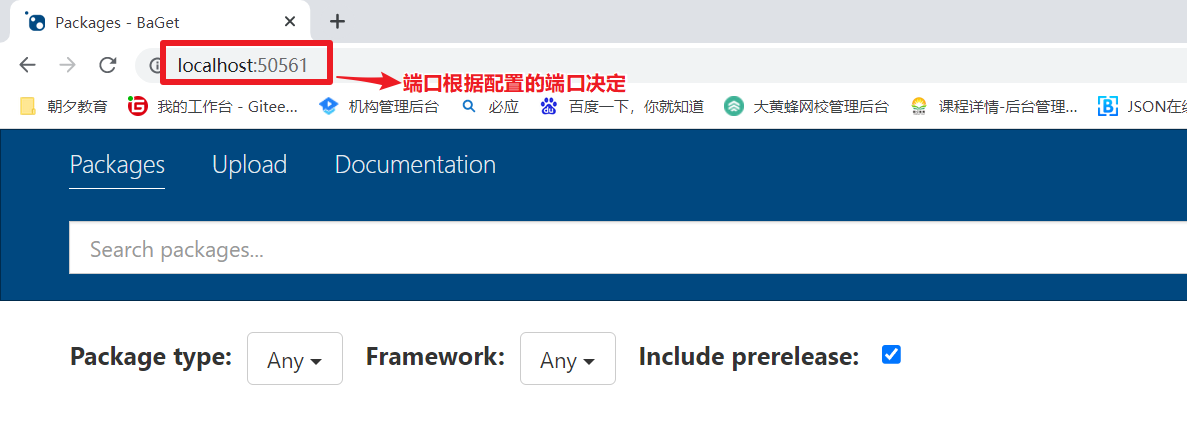 Packages - BaGet
localhost:50561
端口根据配置的端口决定
朝夕教育 我的工作台 - Gitee... 机构管理后台 必应 百度一下，你就知道 大黄蜂网校管理后台 课程详情-后台管理... JSON在线
Packages Upload Documentation
Search packages...
Package type: Any Framework: Any Include prerelease: